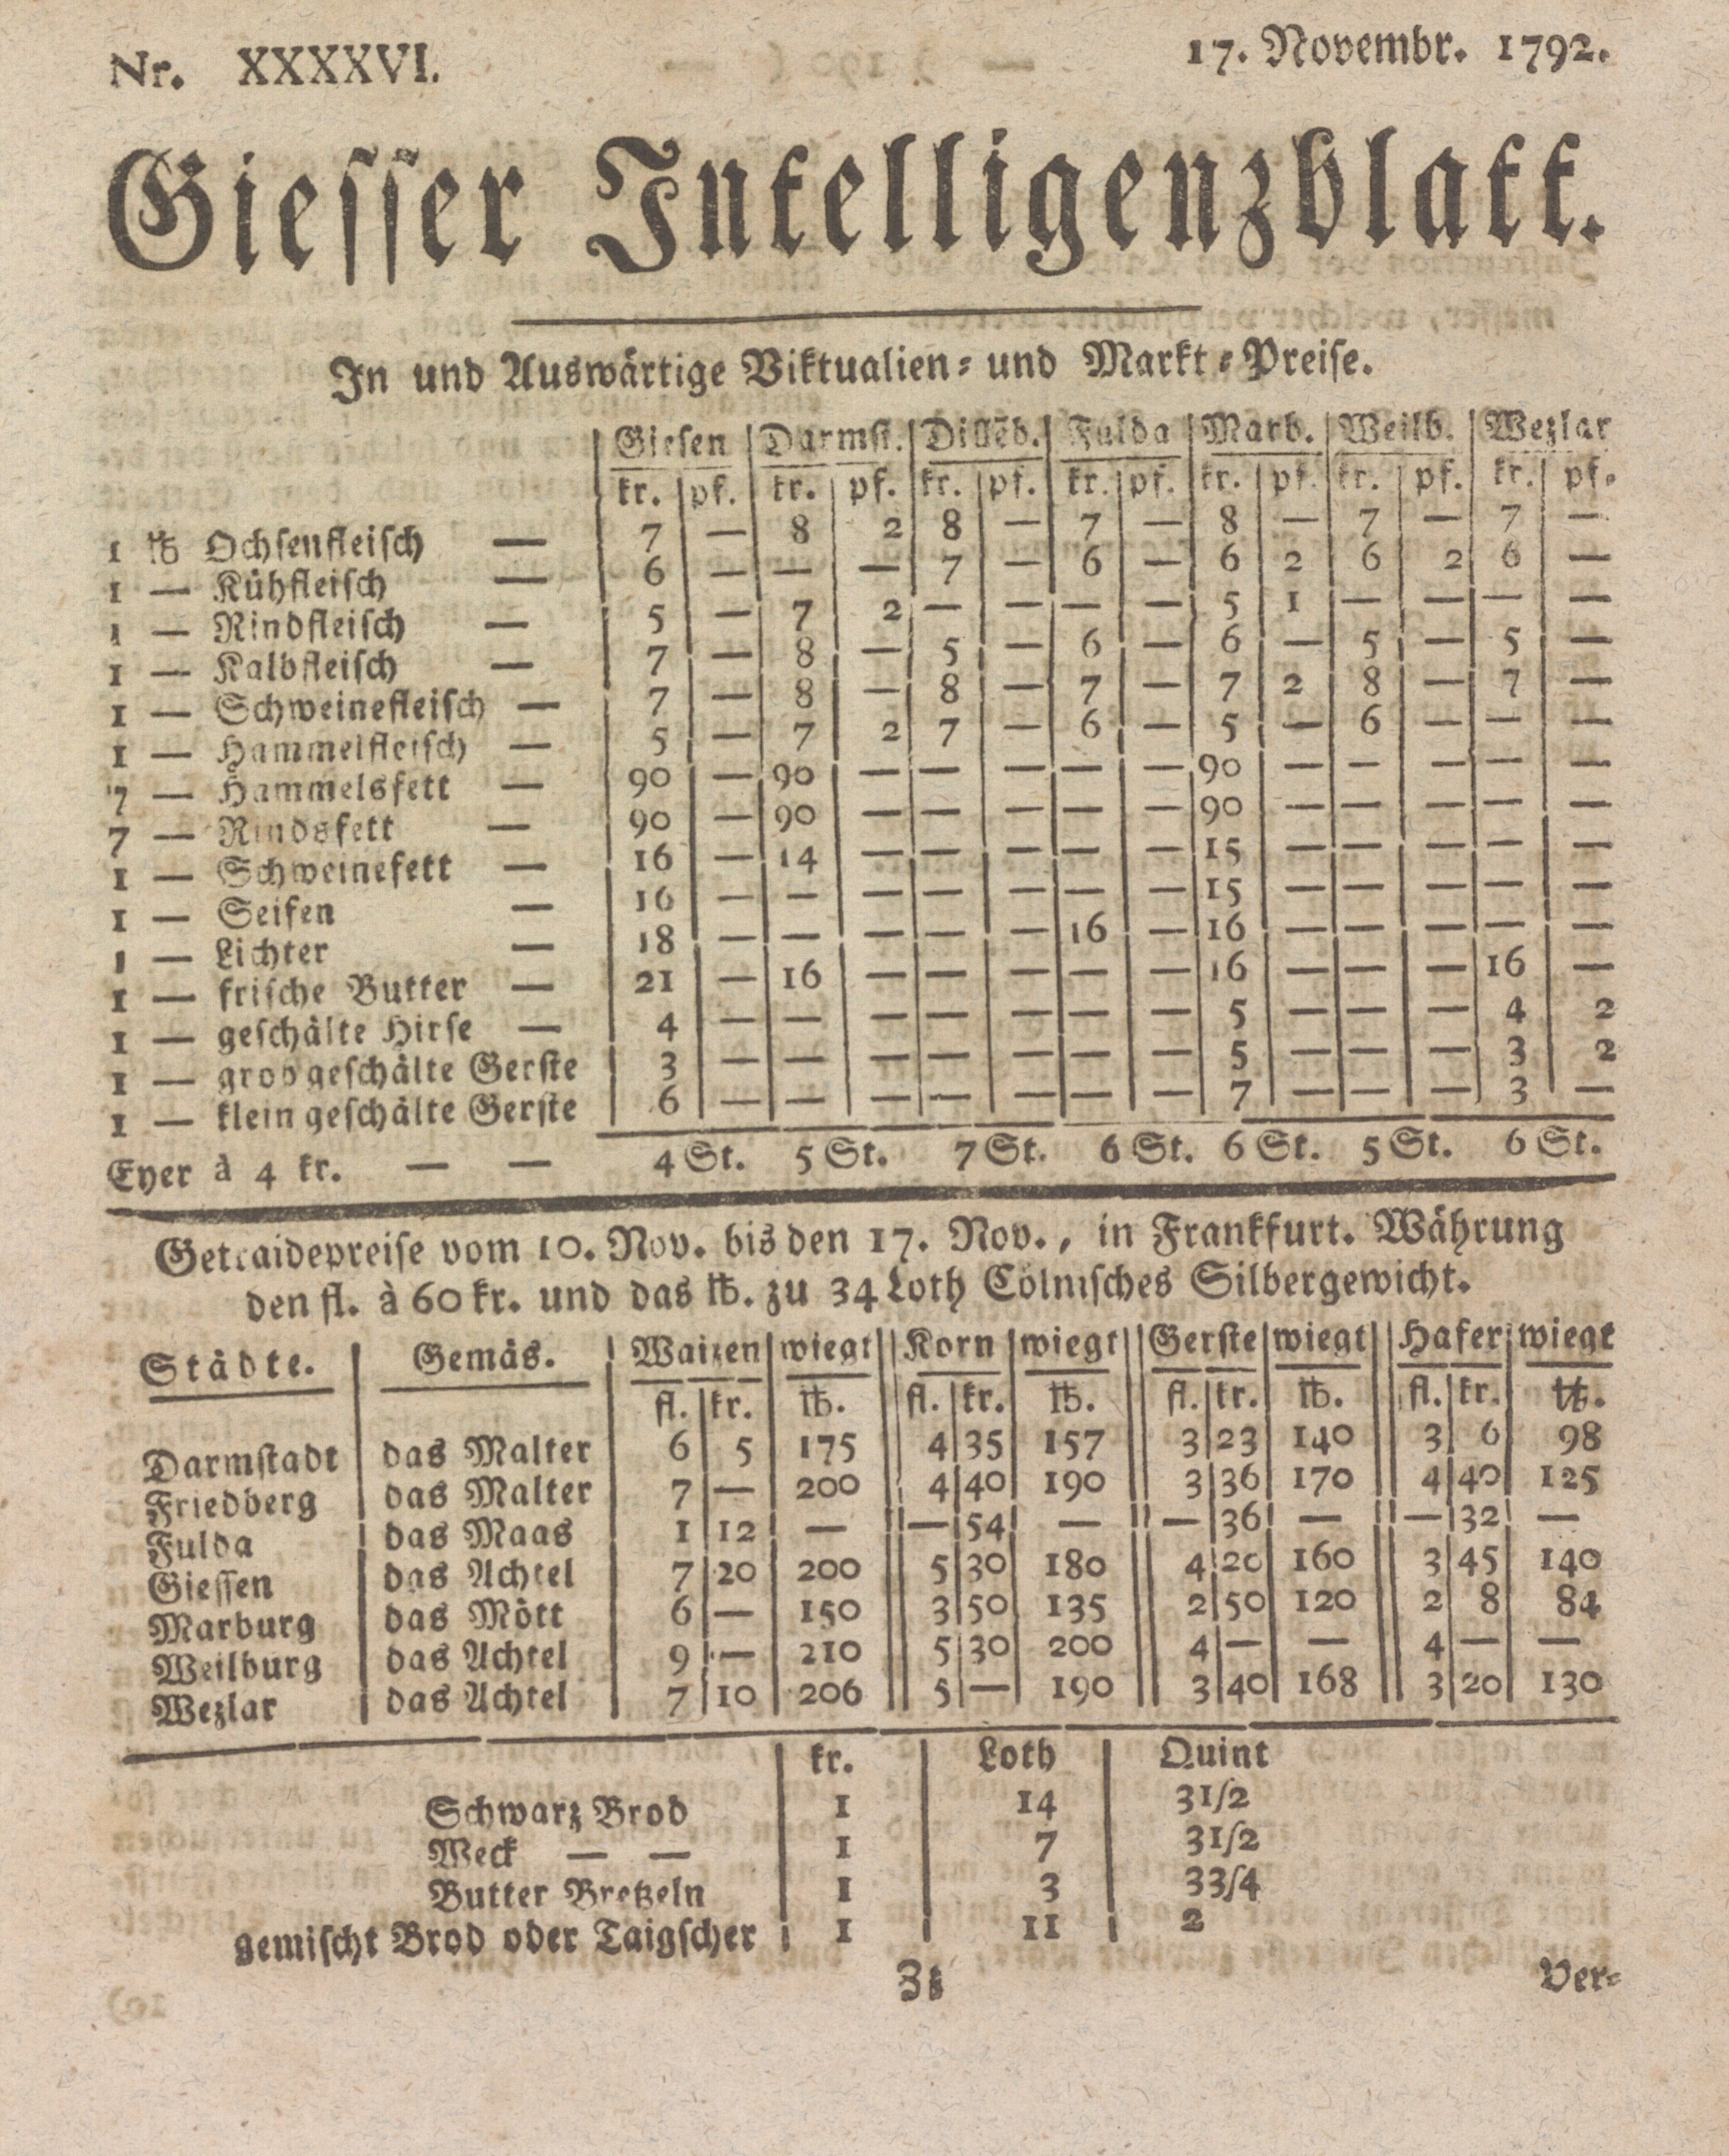 Nr. XXXXVI. 17. Novembr. 1792.
Giesser Intelligenzblatt.
In und Auswärtige Viktualien- und Markt-Preise.
Giesen Darmst. Dillēb. Fulda Marb. Weilb. Wezlar
kr. pf. kr. pf. kr. pf. kr. pf. kr. pf. kr. pf. kr. pf.
1 ℔ Ochsenfleisch — 7 — 8 2 8 — 7 — 8 — 7 — 7 —
1 — Kühfleisch — 6 — — — 7 — 6 — 6 2 6 2 6 —
1 — Rindfleisch — 5 — 7 2 — — — — 5 1 — — — —
1 — Kalbfleisch — 7 — 8 — 5 — 6 — 6 — 5 — 5 —
1 — Schweinefleisch — 7 — 8 — 8 — 7 — 7 2 8 — 7 —
1 — Hammelfleisch — 5 — 7 2 7 — 6 — 5 — 6 — — —
7 — Hammelsfett — 90 — 90 — — — — — 90 — — — — —
7 — Rindsfett — 90 — 90 — — — — — 90 — — — — —
1 — Schweinefett — 16 — 14 — — — — — 15 — — — — —
1 — Seifen — 16 — — — — — — — 15 — — — — —
1 — Lichter — 18 — — — — — 16 — 16 — — — — —
1 — frische Butter — 21 — 16 — — — — — 16 — — — 16 —
1 — geschälte Hirse — 4 — — — — — — — 5 — — — 4 2
1 — grob geschälte Gerste 3 — — — — — — — 5 — — — 3 2
1 — klein geschälte Gerste 6 — — — — — — — 7 — — — 3 —
Eyer à 4 kr. — — 4 St. 5 St. 7 St. 6 St. 6 St. 5 St. 6 St.
Getraidepreise vom 10. Nov. bis den 17. Nov., in Frankfurt. Währung
den fl. à 60 kr. und das ℔. zu 34 Loth Cölnisches Silbergewicht.
Städte. Gemäs. Waizen wiegt Korn wiegt Gerste wiegt Hafer wiegt
fl. kr. ℔. fl. kr. ℔. fl. kr. ℔. fl. kr. ℔.
Darmstadt das Malter 6 5 175 4 35 157 3 23 140 3 6 98
Friedberg das Malter 7 — 200 4 40 190 3 36 170 4 40 125
Fulda das Maas 1 12 — — 54 — — 36 — — 32 —
Giessen das Achtel 7 20 200 5 30 180 4 20 160 3 45 140
Marburg das Mött 6 — 150 3 50 135 2 50 120 2 8 84
Weilburg das Achtel 9 — 210 5 30 200 4 — — 4 — —
Wezlar das Achtel 7 10 206 5 — 190 3 40 168 3 20 130
kr. Loth Quint
Schwarz Brod 1 14 3 1/2
Weck — — 1 7 3 1/2
Butter Bretzeln 1 3 3 3/4
gemischt Brod oder Taigscher 1 11 2
Zz Ver-